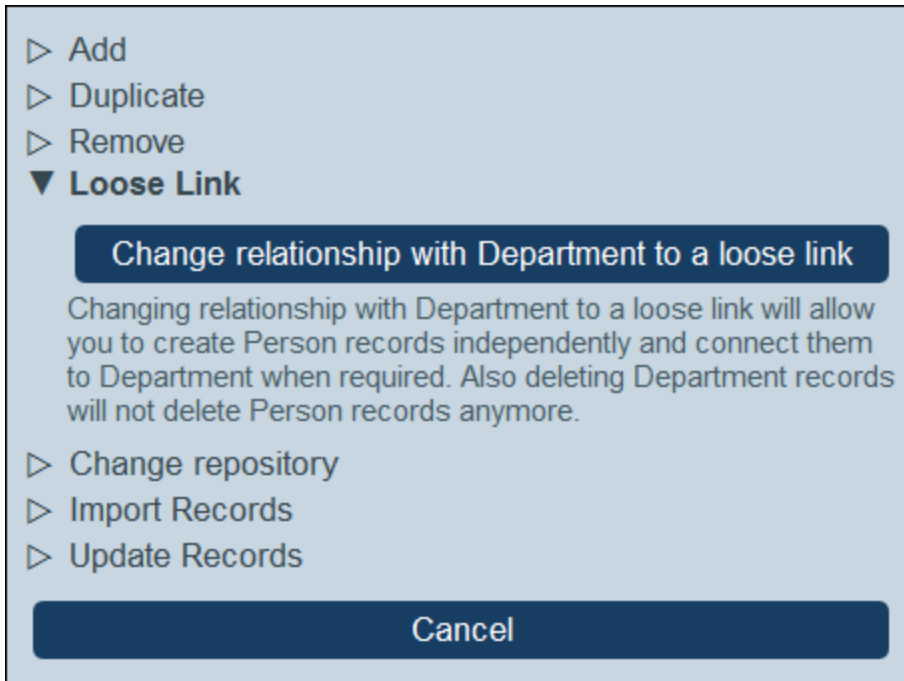 Add
Duplicate
Remove
Loose Link
Change relationship with Department to a loose link
Changing relationship with Department to a loose link will allow
you to create Person records independently and connect them
to Department when required. Also deleting Department records
will not delete Person records anymore.
Change repository
Import Records
Update Records
Cancel